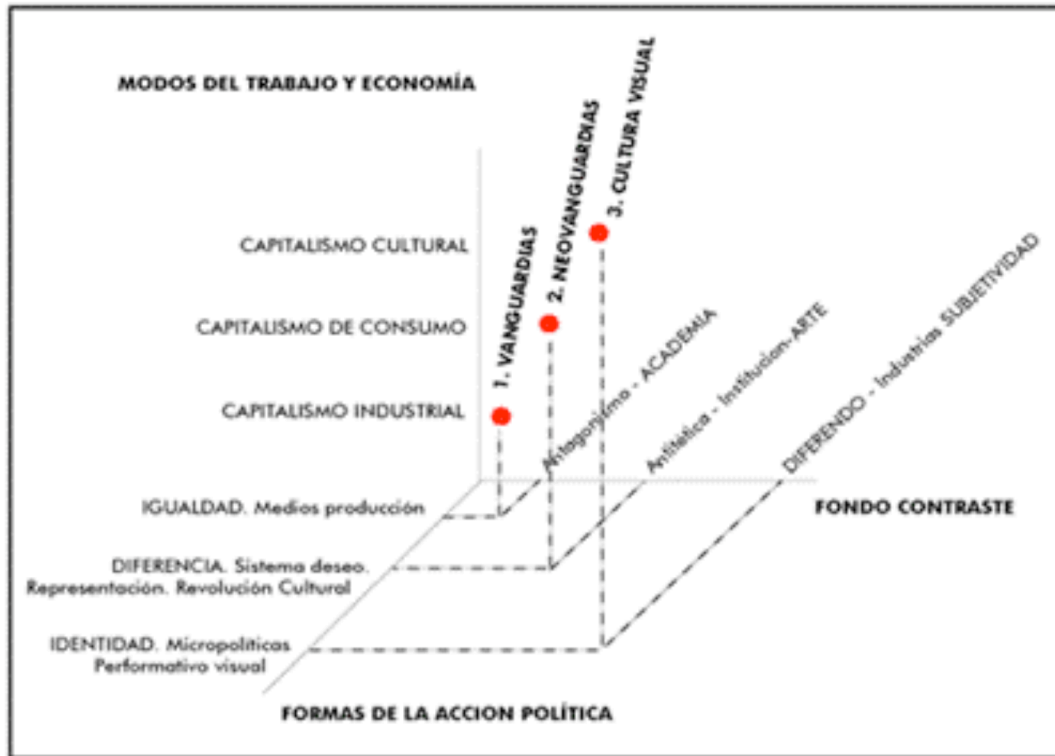 MODOS DEL TRABAJO Y ECONOMÍA
CAPITALISMO CULTURAL
CAPITALISMO DE CONSUMO
CAPITALISMO INDUSTRIAL
1. VANGUARDIAS
2. NEOVANGUARDIAS
3. CULTURA VISUAL
Antagonismo - ACADEMIA
Antitética - Institucion-ARTE
DIFERENDO - Industrias SUBJETIVIDAD
FONDO CONTRASTE
IGUALDAD. Medios producción
DIFERENCIA. Sistema deseo.
Representación. Revolución Cultural
IDENTIDAD. Micropolíticas
Performativo visual
FORMAS DE LA ACCION POLÍTICA